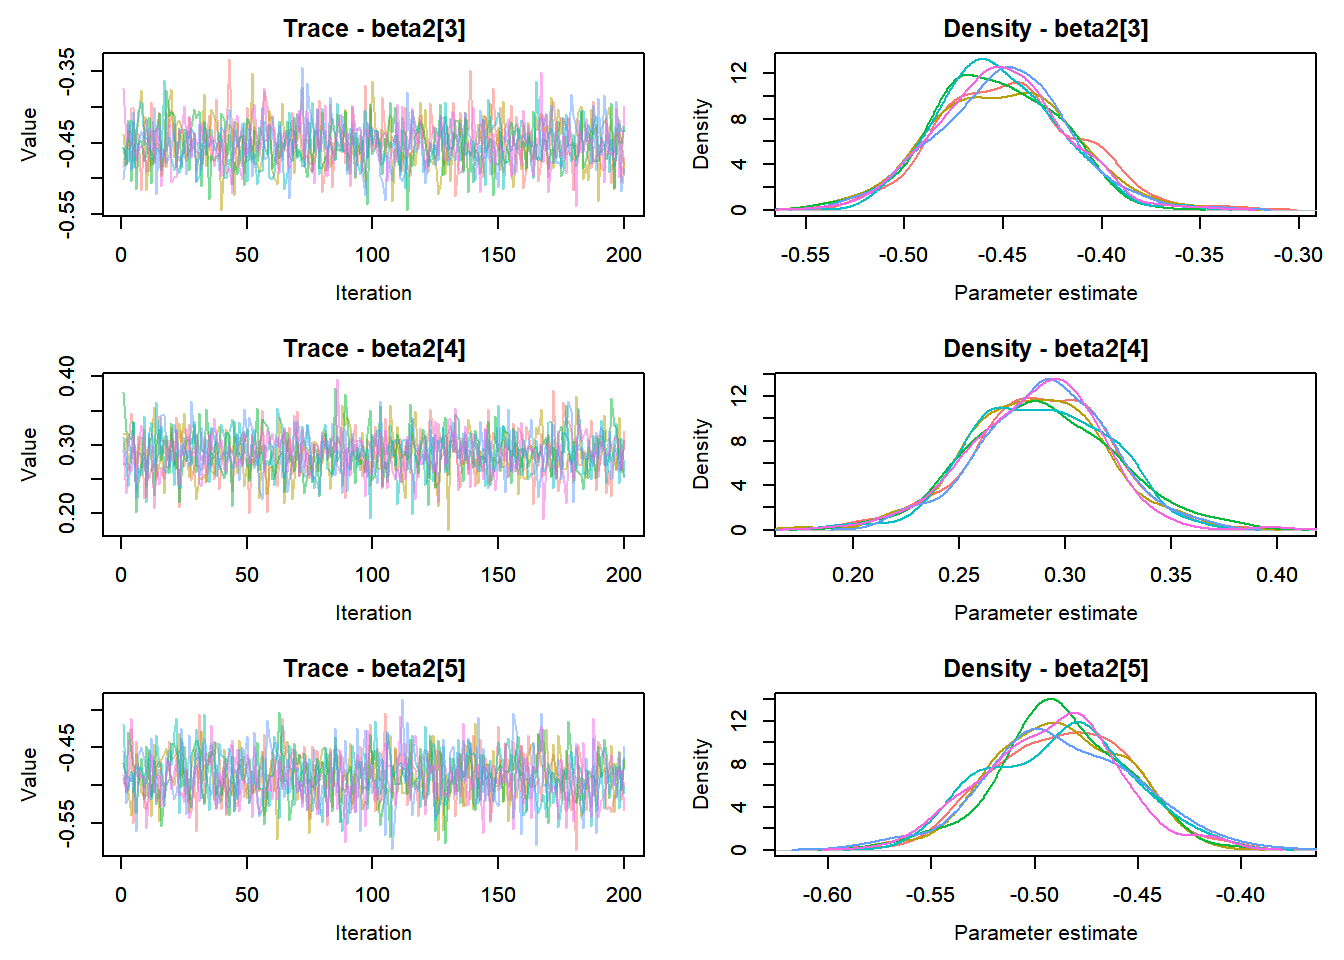 Trace - beta2[3]
Value
-0.55 -0.45 -0.35
0 50 100 150 200
Iteration
Density - beta2[3]
Density
0 4 8 12
-0.55 -0.50 -0.45 -0.40 -0.35 -0.30
Parameter estimate
Trace - beta2[4]
Value
0.20 0.30 0.40
0 50 100 150 200
Iteration
Density - beta2[4]
Density
0 4 8 12
0.20 0.25 0.30 0.35 0.40
Parameter estimate
Trace - beta2[5]
Value
-0.55 -0.45
0 50 100 150 200
Iteration
Density - beta2[5]
Density
0 4 8 12
-0.60 -0.55 -0.50 -0.45 -0.40
Parameter estimate